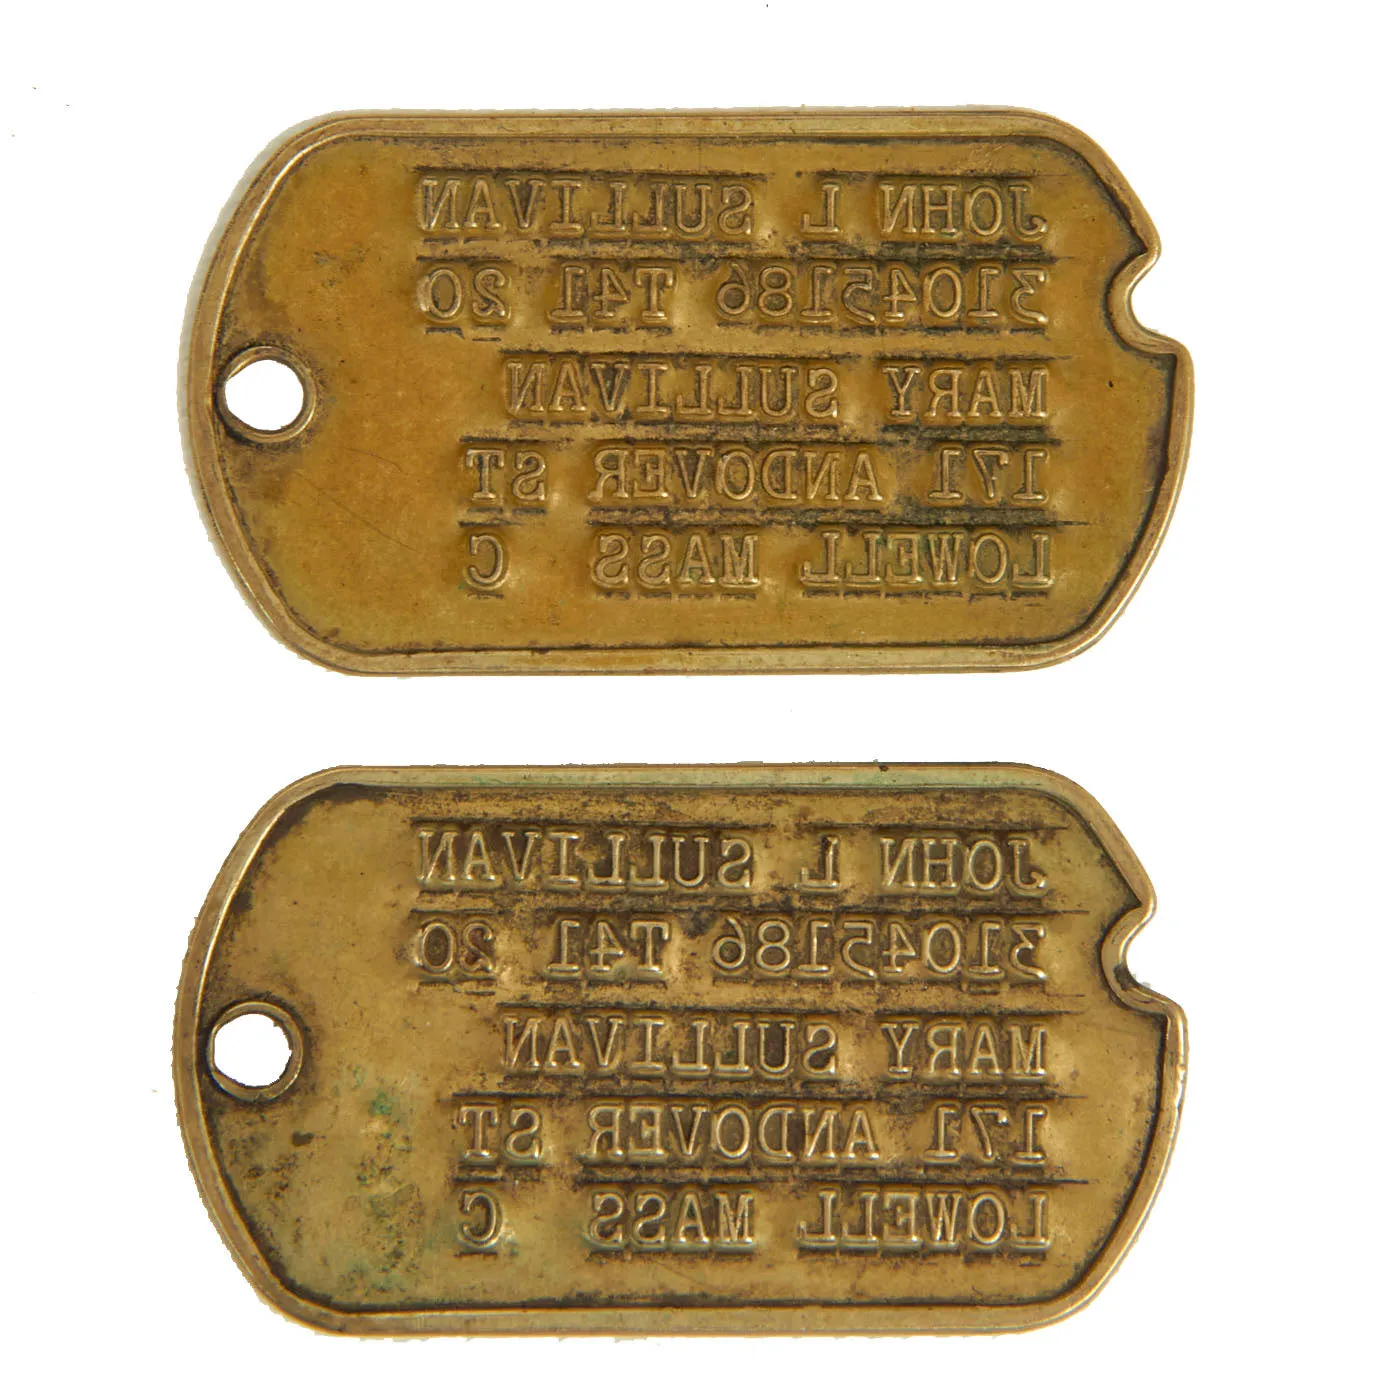 JOHN L SULLIVAN
31045186 T41 20
MARY SULLIVAN
171 ANDOVER ST
LOWELL MASS C
JOHN L SULLIVAN
31045186 T41 20
MARY SULLIVAN
171 ANDOVER ST
LOWELL MASS C